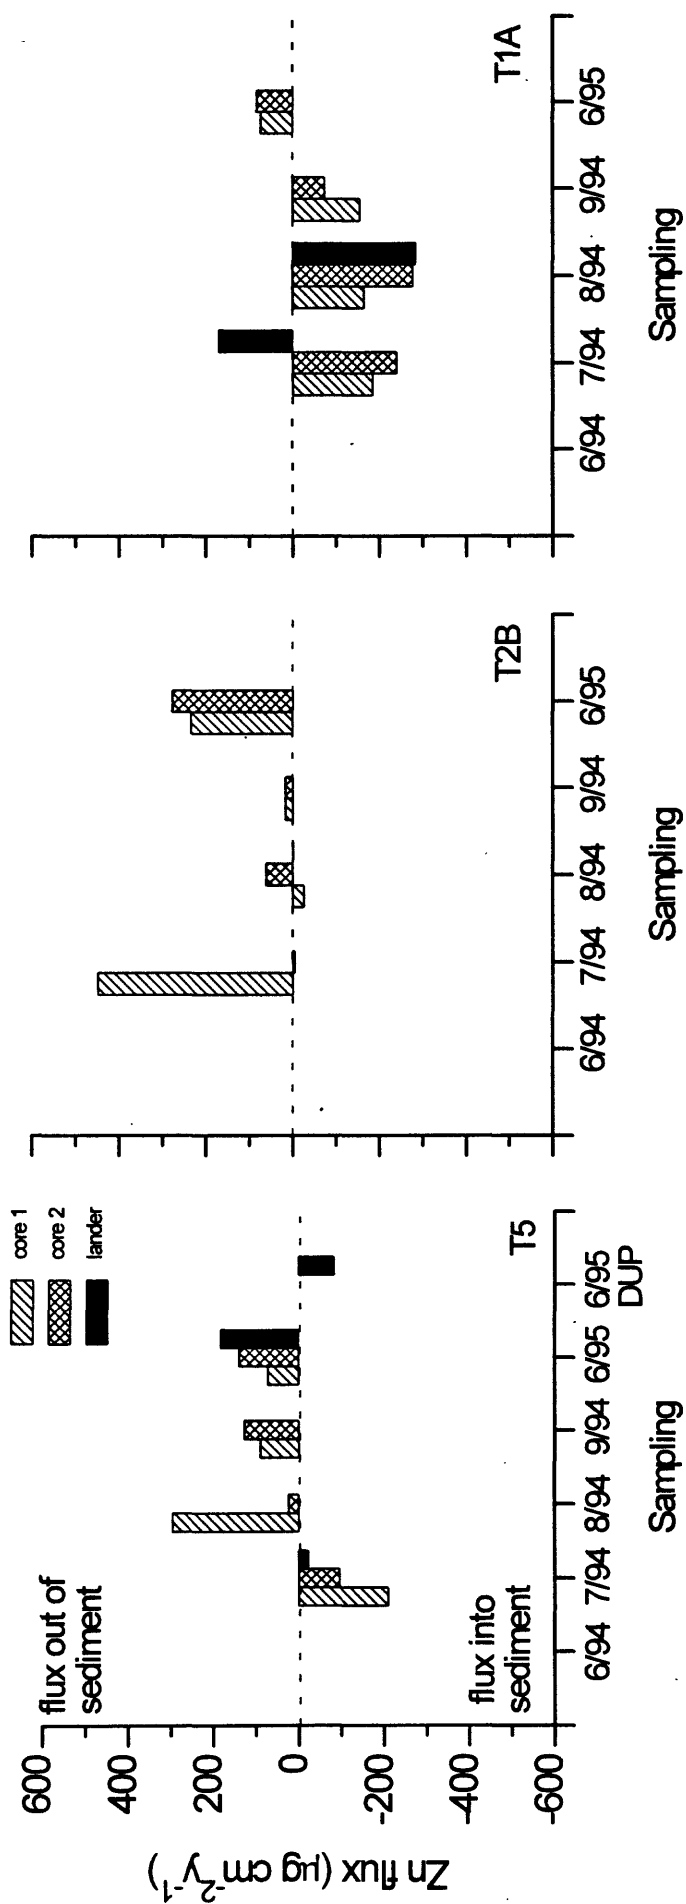 Zn flux (µg cm⁻²y⁻¹)
600
400
200
0
-200
-400
-600
flux out of
sediment
flux into
sediment
core 1
core 2
lander
T5
6/94 7/94 8/94 9/94 6/95 6/95
DUP
Sampling
T2B
6/94 7/94 8/94 9/94 6/95
Sampling
T1A
6/94 7/94 8/94 9/94 6/95
Sampling